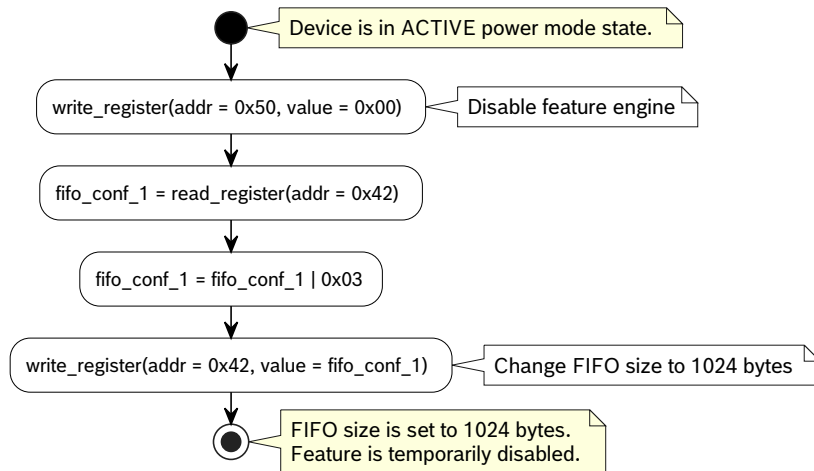 Device is in ACTIVE power mode state.
write_register(addr = 0x50, value = 0x00)
Disable feature engine
fifo_conf_1 = read_register(addr = 0x42)
fifo_conf_1 = fifo_conf_1 | 0x03
write_register(addr = 0x42, value = fifo_conf_1)
Change FIFO size to 1024 bytes
FIFO size is set to 1024 bytes.
Feature is temporarily disabled.